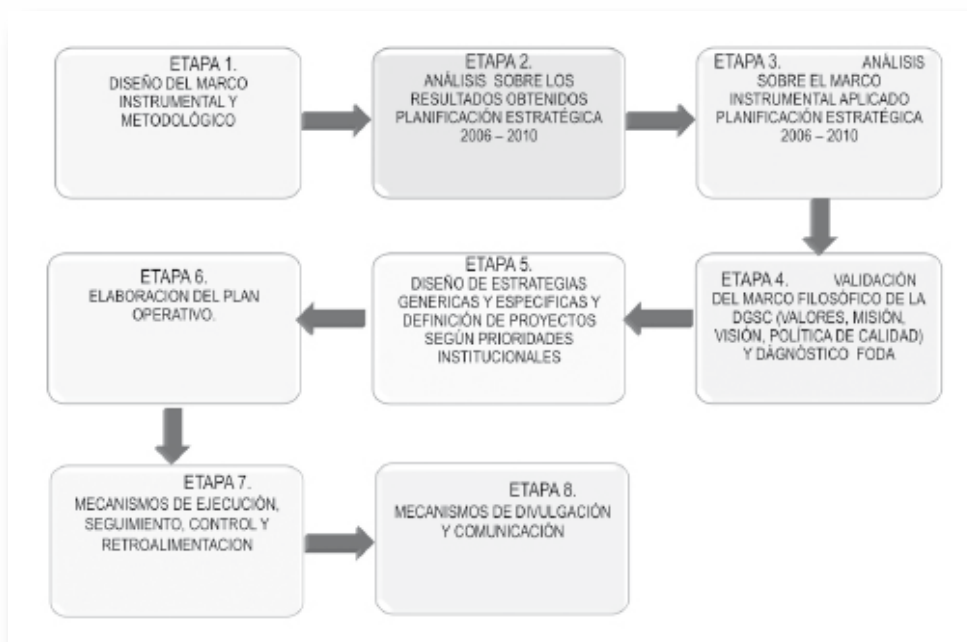 ETAPA 1.
DISEÑO DEL MARCO
INSTRUMENTAL Y
METODOLÓGICO
ETAPA 2.
ANÁLISIS SOBRE LOS
RESULTADOS OBTENIDOS
PLANIFICACIÓN ESTRATÉGICA
2006 – 2010
ETAPA 3. ANÁLISIS
SOBRE EL MARCO
INSTRUMENTAL APLICADO
PLANIFICACIÓN ESTRATÉGICA
2006 – 2010
ETAPA 4. VALIDACIÓN
DEL MARCO FILOSÓFICO DE LA
DGSC (VALORES, MISIÓN,
VISIÓN, POLÍTICA DE CALIDAD)
Y DÀGNÓSTICO FODA
ETAPA 5.
DISEÑO DE ESTRATEGIAS
GENERICAS Y ESPECIFICAS Y
DEFINICIÓN DE PROYECTOS
SEGÚN PRIORIDADES
INSTITUCIONALES
ETAPA 6.
ELABORACION DEL PLAN
OPERATIVO.
ETAPA 7.
MECANISMOS DE EJECUCIÓN,
SEGUIMIENTO, CONTROL Y
RETROALIMENTACION
ETAPA 8.
MECANISMOS DE DIVULGACIÓN
Y COMUNICACIÓN